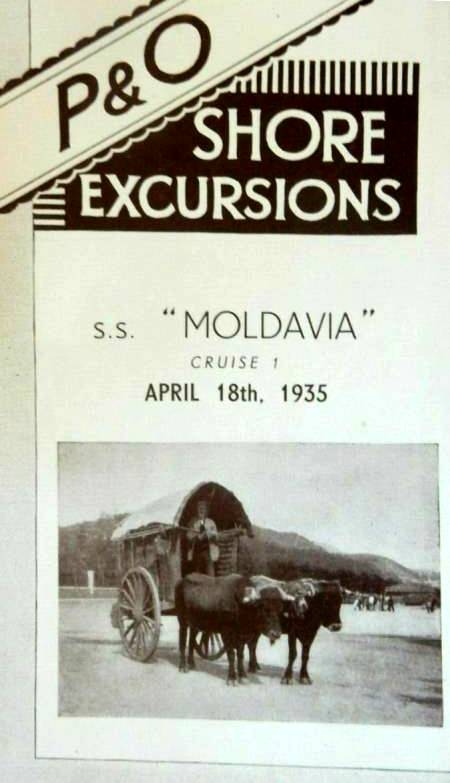 P&O
SHORE
EXCURSIONS
s.s. "MOLDAVIA"
CRUISE 1
APRIL 18th, 1935